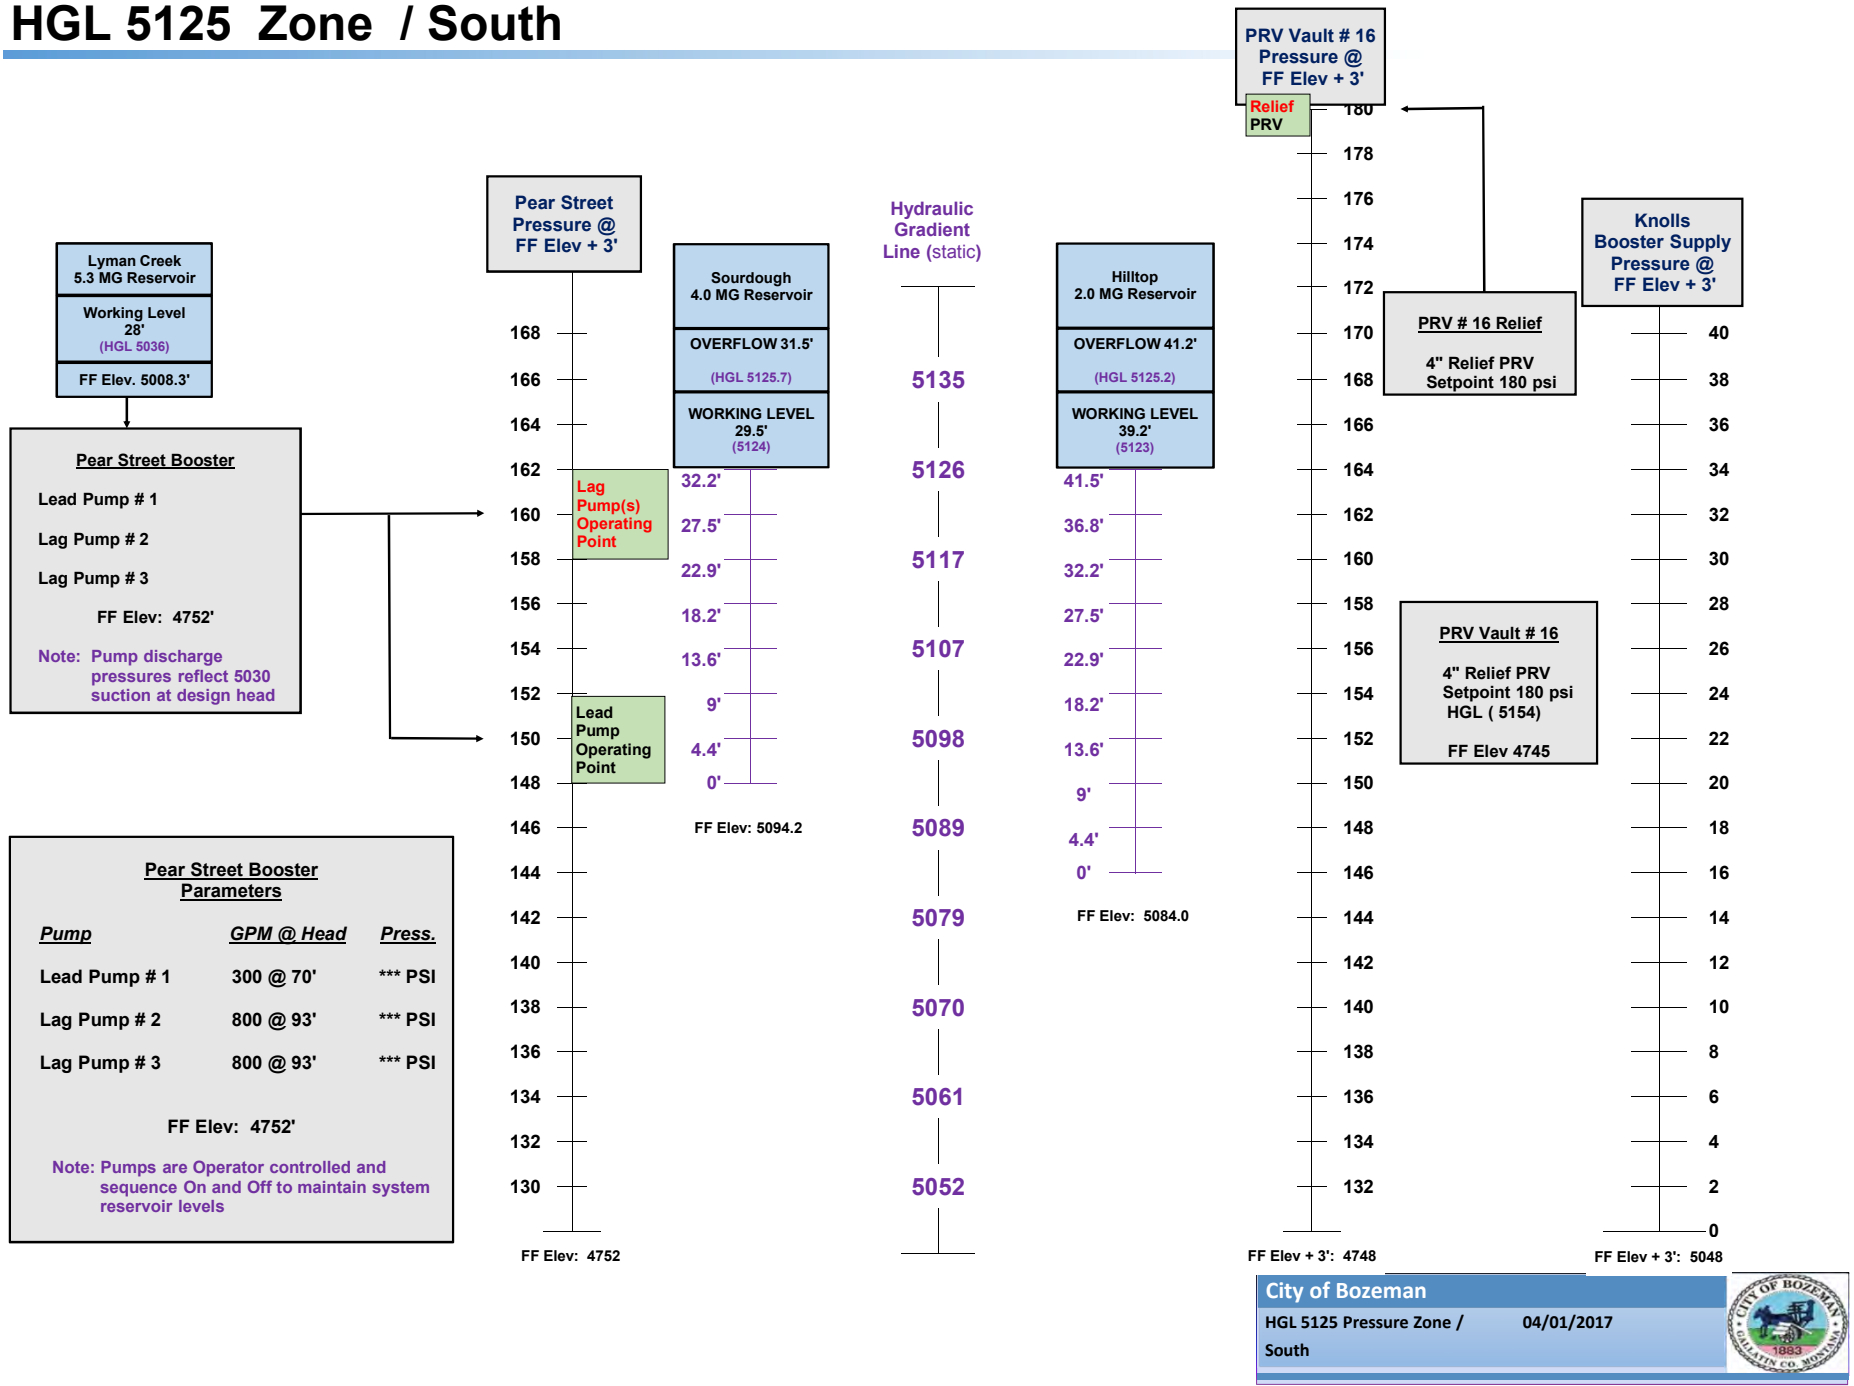 HGL 5125 Zone / South
PRV Vault # 16
Pressure @
FF Elev + 3'
Relief
PRV
180
178
176
174
172
170
168
166
164
162
160
158
156
154
152
150
148
146
144
142
140
138
136
134
132
FF Elev + 3': 4748
Lyman Creek
5.3 MG Reservoir
Working Level
28'
(HGL 5036)
FF Elev. 5008.3'
Pear Street Booster
Lead Pump # 1
Lag Pump # 2
Lag Pump # 3
FF Elev: 4752'
Note: Pump discharge
pressures reflect 5030
suction at design head
Pear Street Booster
Parameters
Pump GPM @ Head Press.
Lead Pump # 1 300 @ 70' *** PSI
Lag Pump # 2 800 @ 93' *** PSI
Lag Pump # 3 800 @ 93' *** PSI
FF Elev: 4752'
Note: Pumps are Operator controlled and
sequence On and Off to maintain system
reservoir levels
Pear Street
Pressure @
FF Elev + 3'
168
166
164
162
160
158
156
154
152
150
148
146
144
142
140
138
136
134
132
130
FF Elev: 4752
Lag
Pump(s)
Operating
Point
Lead
Pump
Operating
Point
Sourdough
4.0 MG Reservoir
OVERFLOW 31.5'
(HGL 5125.7)
WORKING LEVEL
29.5'
(5124)
32.2'
27.5'
22.9'
18.2'
13.6'
9'
4.4'
0'
FF Elev: 5094.2
Hydraulic
Gradient
Line (static)
5135
5126
5117
5107
5098
5089
5079
5070
5061
5052
Hilltop
2.0 MG Reservoir
OVERFLOW 41.2'
(HGL 5125.2)
WORKING LEVEL
39.2'
(5123)
41.5'
36.8'
32.2'
27.5'
22.9'
18.2'
13.6'
9'
4.4'
0'
FF Elev: 5084.0
PRV # 16 Relief
4" Relief PRV
Setpoint 180 psi
PRV Vault # 16
4" Relief PRV
Setpoint 180 psi
HGL ( 5154)
FF Elev 4745
Knolls
Booster Supply
Pressure @
FF Elev + 3'
40
38
36
34
32
30
28
26
24
22
20
18
16
14
12
10
8
6
4
2
0
FF Elev + 3': 5048
City of Bozeman
HGL 5125 Pressure Zone / 04/01/2017
South
CITY OF BOZEMAN
1883
GALLATIN CO. MONTANA